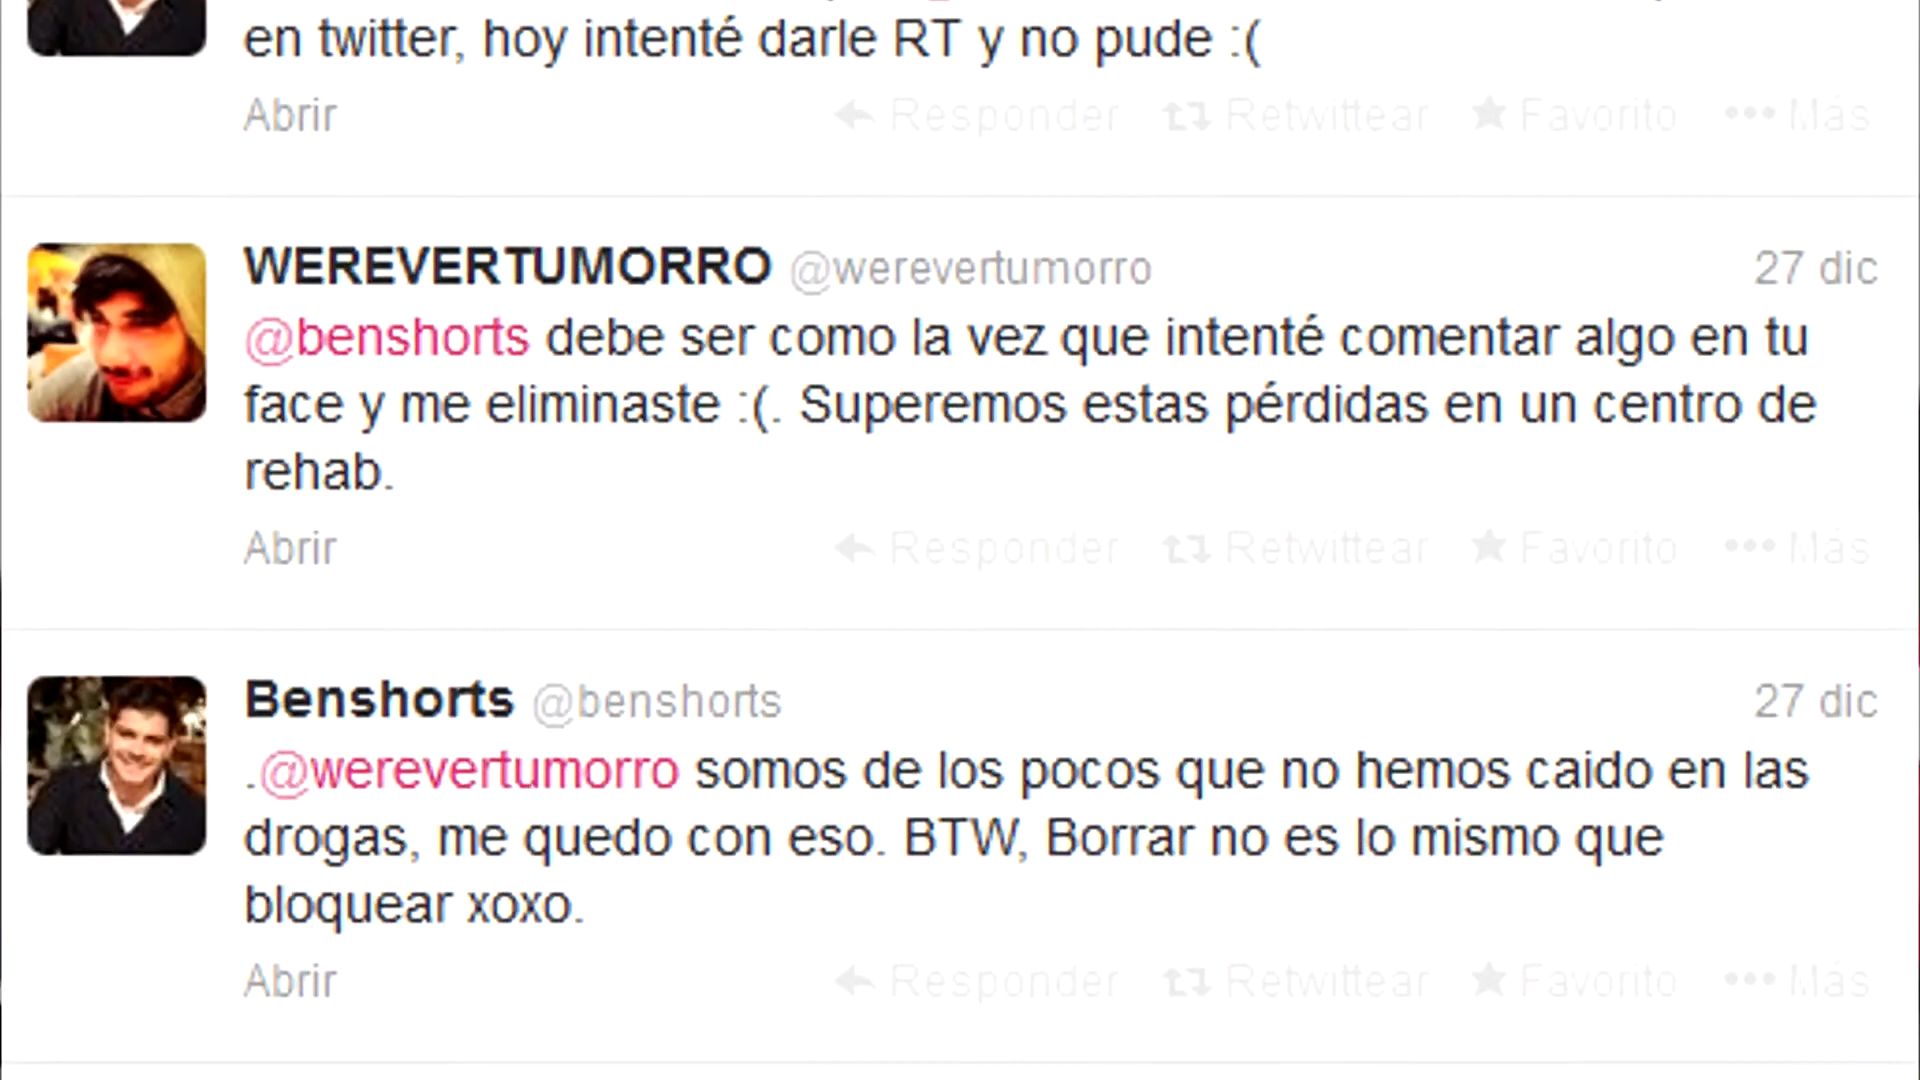 en twitter, hoy intenté darle RT y no pude :(
Abrir Responder Retwittear Favorito Más
WEREVERTUMORRO @werevertumorro 27 dic
@benshorts debe ser como la vez que intenté comentar algo en tu
face y me eliminaste :(. Superemos estas pérdidas en un centro de
rehab.
Abrir Responder Retwittear Favorito Más
Benshorts @benshorts 27 dic
.@werevertumorro somos de los pocos que no hemos caido en las
drogas, me quedo con eso. BTW, Borrar no es lo mismo que
bloquear xoxo.
Abrir Responder Retwittear Favorito Más